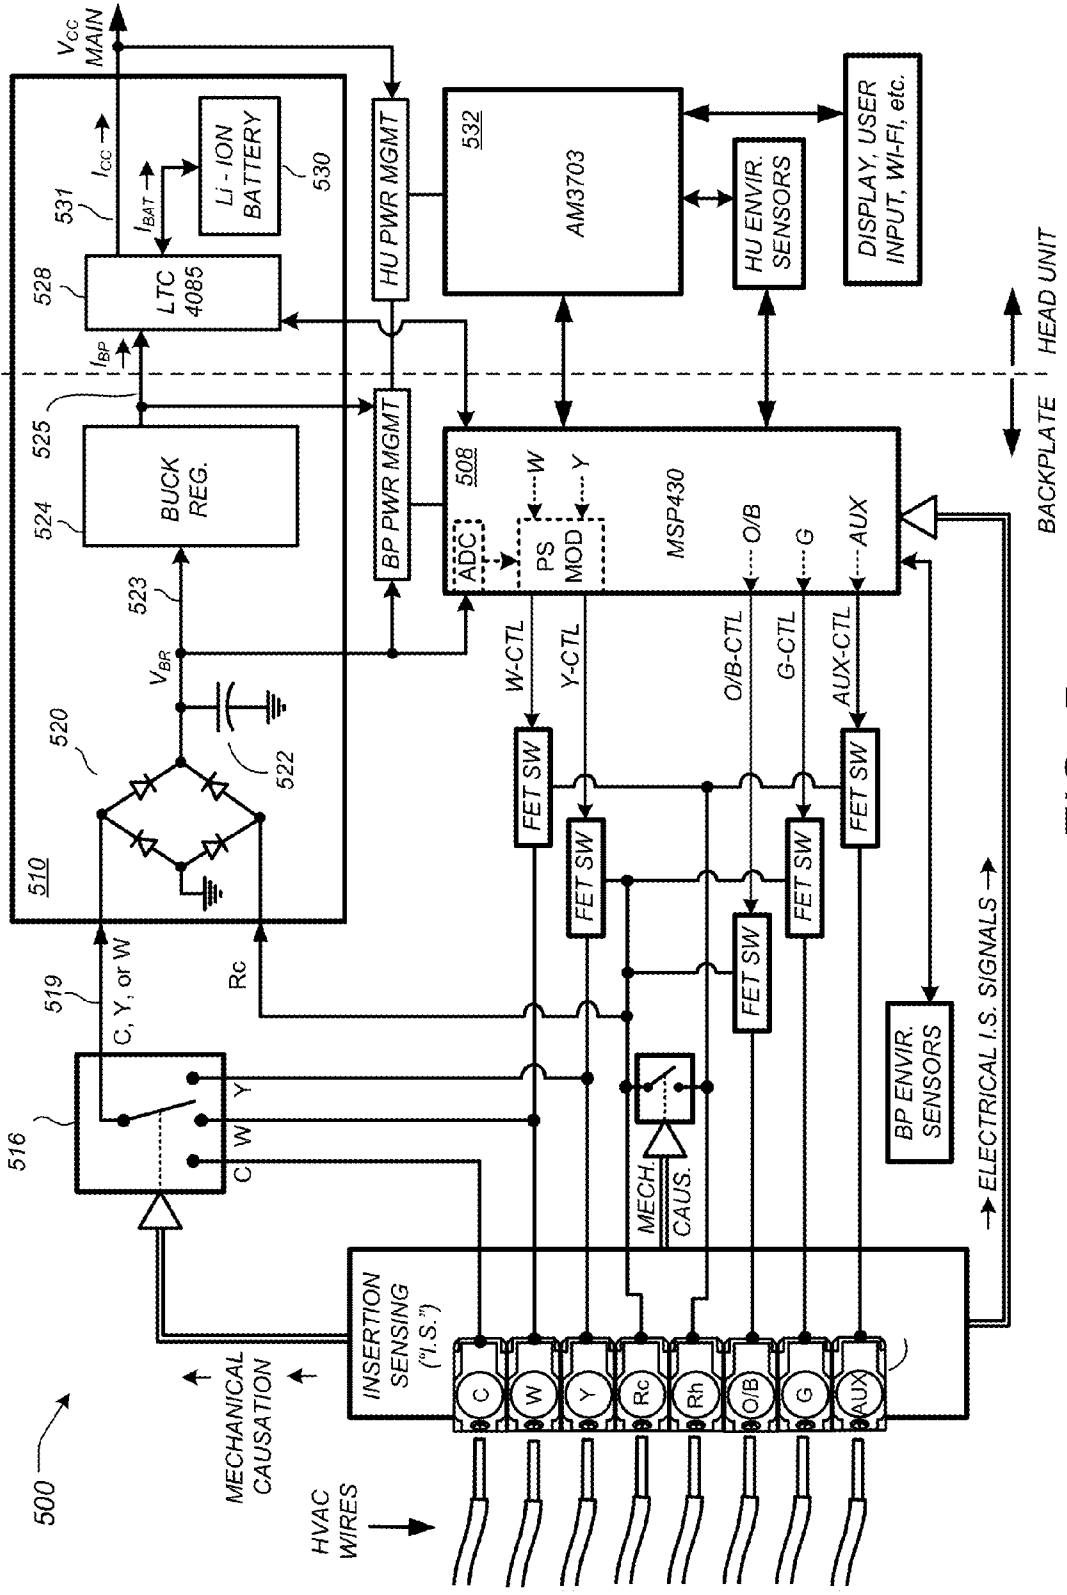 500
HVAC
WIRES
MECHANICAL
CAUSATION
INSERTION
SENSING
("I.S.")
C
W
Y
Rc
Rh
O/B
G
AUX
516
C
W
Y
519
C, Y, or W
Rc
MECH.
CAUS.
ELECTRICAL I.S. SIGNALS
BP ENVIR.
SENSORS
510
520
522
VBR
523
524
BUCK
REG.
525
IBP
528
LTC
4085
531
ICC
IBAT
Li - ION
BATTERY
530
VCC
MAIN
FET SW
FET SW
FET SW
FET SW
FET SW
W-CTL
Y-CTL
O/B-CTL
G-CTL
AUX-CTL
BP PWR MGMT
HU PWR MGMT
508
ADC
PS
MOD
W
Y
MSP430
O/B
G
AUX
532
AM3703
HU ENVIR.
SENSORS
DISPLAY, USER
INPUT, WI-FI, etc.
BACKPLATE
HEAD UNIT